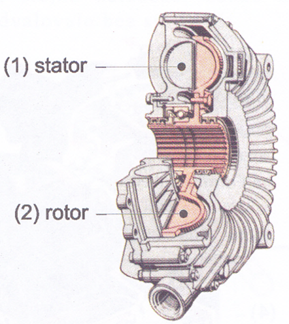 (1) stator
(2) rotor